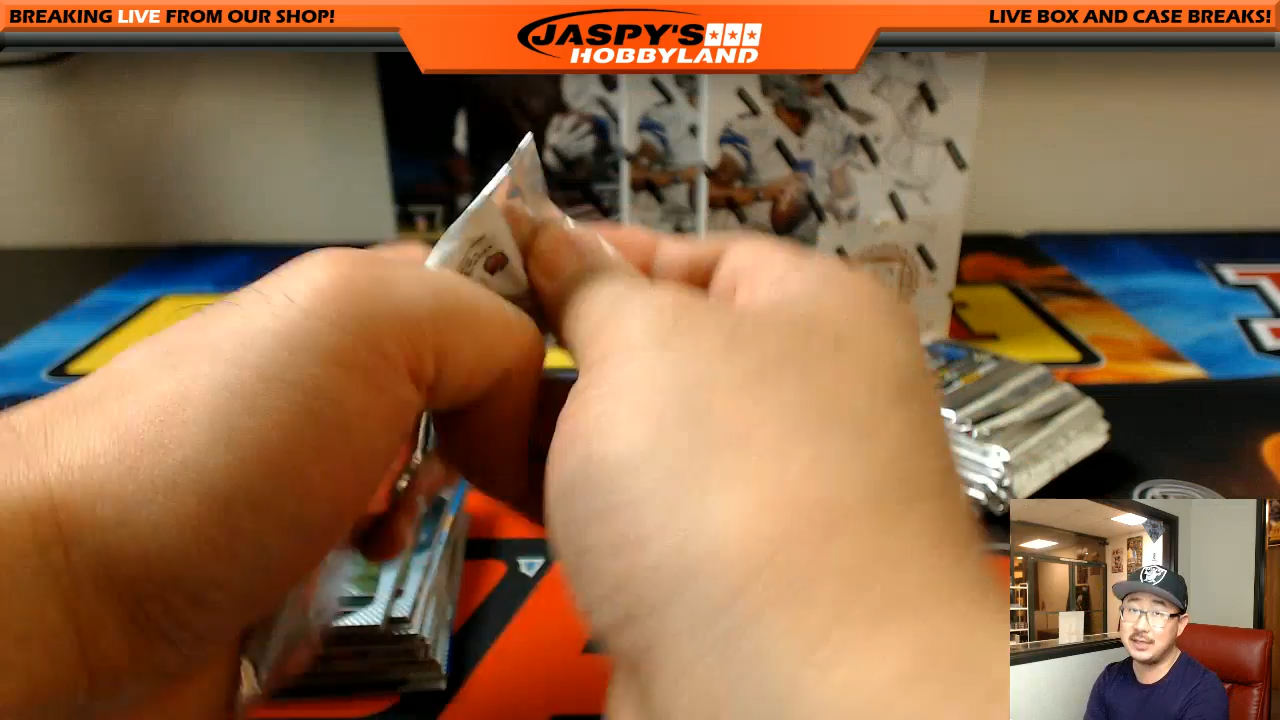 BREAKING LIVE FROM OUR SHOP!
JASPY'S
HOBBYLAND
LIVE BOX AND CASE BREAKS!